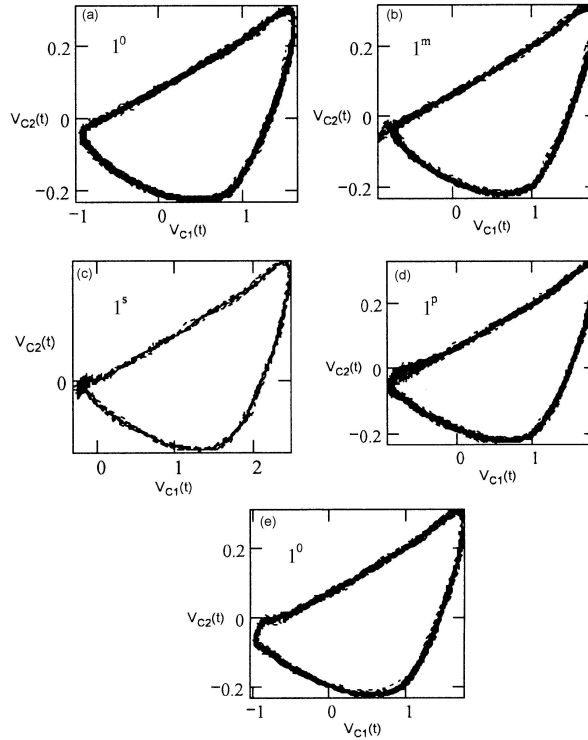 (a)
1⁰
0.2
0
−0.2
V_C2(t)
−1
0
1
V_C1(t)
(b)
1ᵐ
0.2
0
−0.2
V_C2(t)
0
1
V_C1(t)
(c)
1ˢ
V_C2(t)
0
0
1
2
V_C1(t)
(d)
1ᵖ
0.2
0
−0.2
V_C2(t)
0
1
V_C1(t)
(e)
1⁰
0.2
0
−0.2
V_C2(t)
−1
0
1
V_C1(t)